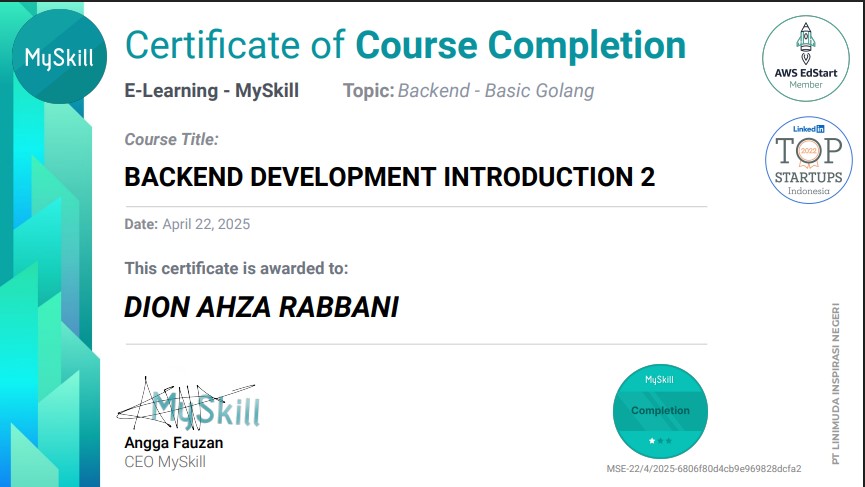 MySkill
Certificate of Course Completion
E-Learning - MySkill Topic: Backend - Basic Golang
AWS EdStart
Member
Course Title:
BACKEND DEVELOPMENT INTRODUCTION 2
LinkedIn
TOP
2022
STARTUPS
Indonesia
Date: April 22, 2025
This certificate is awarded to:
DION AHZA RABBANI
MySkill
Angga Fauzan
CEO MySkill
MySkill
Completion
MSE-22/4/2025-6806f80d4cb9e969828dcfa2
PT LINIMUDA INSPIRASI NEGERI